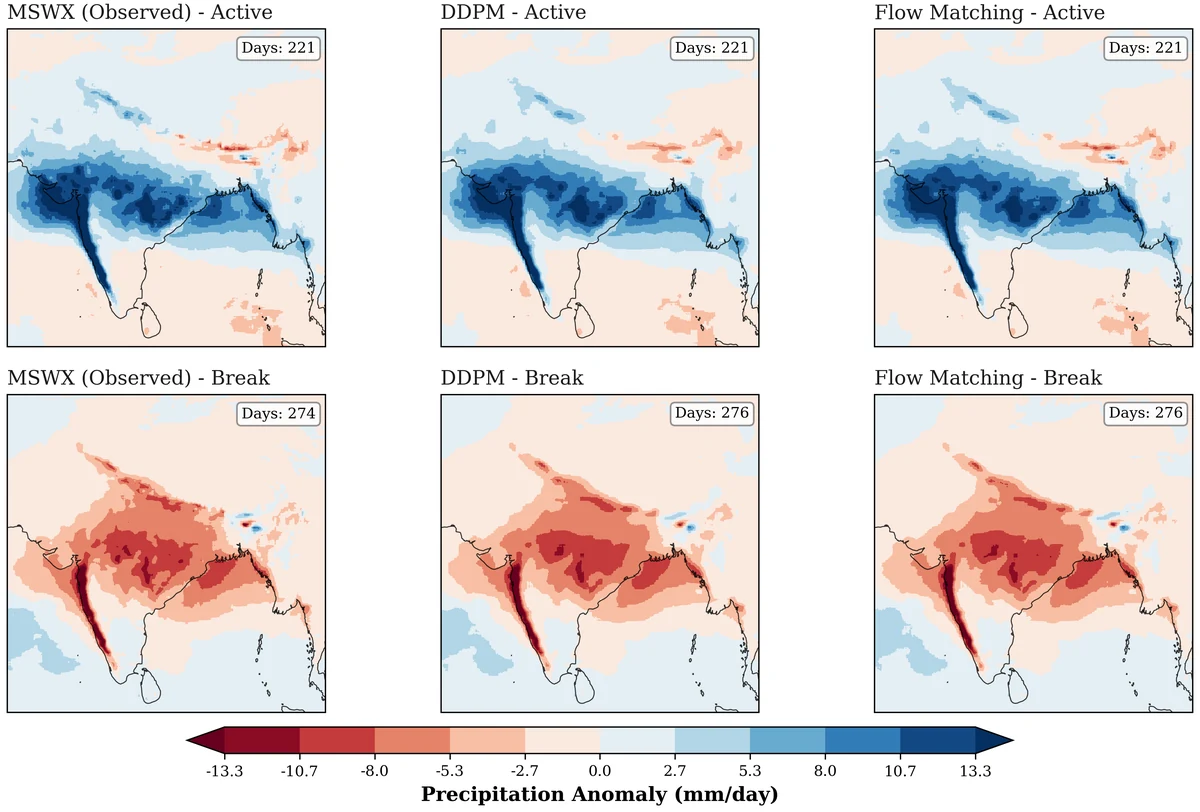 MSWX (Observed) - Active
DDPM - Active
Flow Matching - Active
Days: 221
Days: 221
Days: 221
MSWX (Observed) - Break
DDPM - Break
Flow Matching - Break
Days: 274
Days: 276
Days: 276
-13.3 -10.7 -8.0 -5.3 -2.7 0.0 2.7 5.3 8.0 10.7 13.3
Precipitation Anomaly (mm/day)